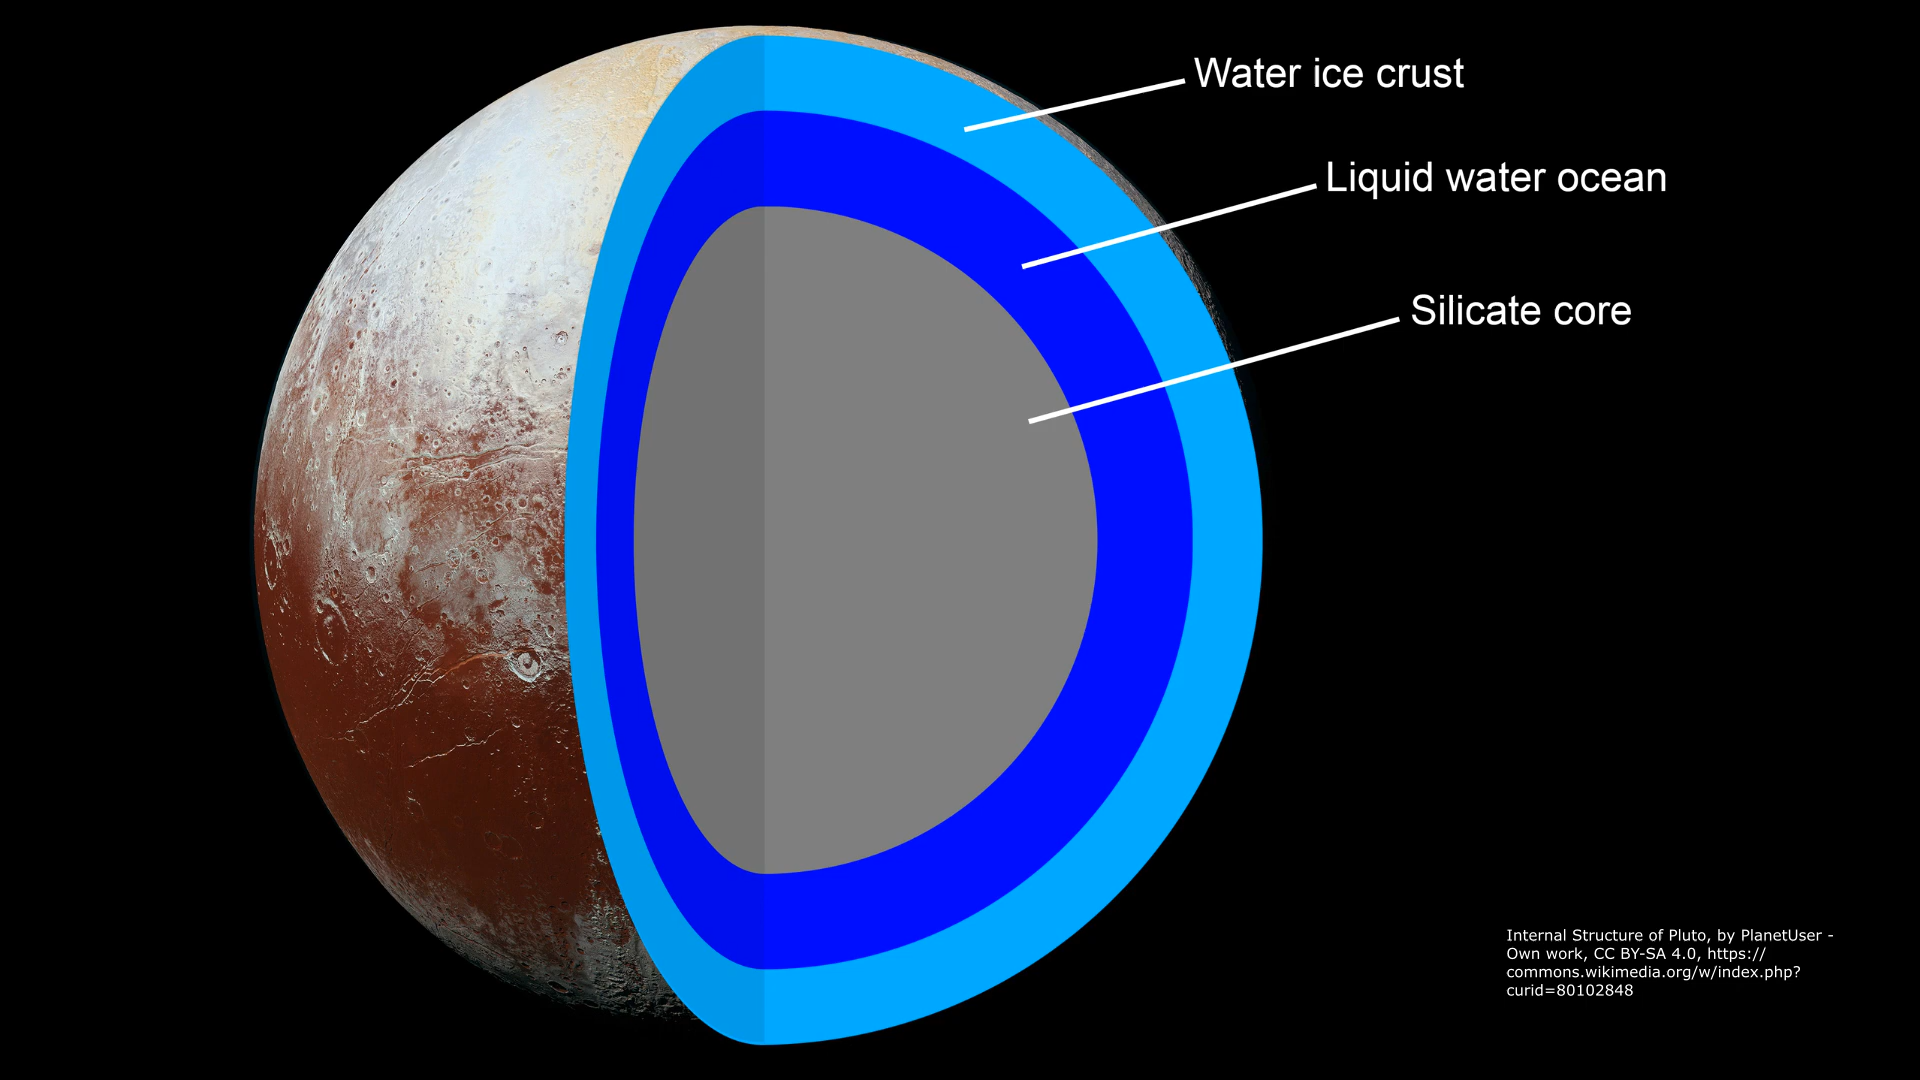 Water ice crust
Liquid water ocean
Silicate core
Internal Structure of Pluto, by PlanetUser -
Own work, CC BY-SA 4.0, https://
commons.wikimedia.org/w/index.php?
curid=80102848